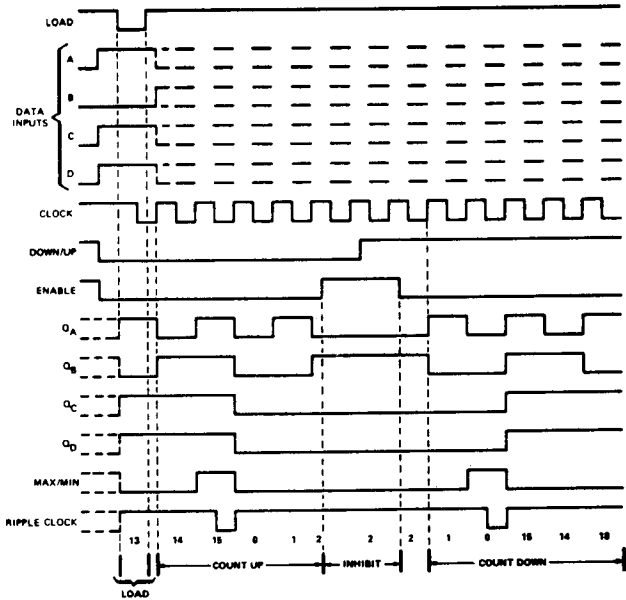 LOAD
A
B
DATA
INPUTS
C
D
CLOCK
DOWN/UP
ENABLE
QA
QB
QC
QD
MAX/MIN
RIPPLE CLOCK
13 14 15 0 1 2 2 2 1 0 15 14 13
COUNT UP INHIBIT COUNT DOWN
LOAD